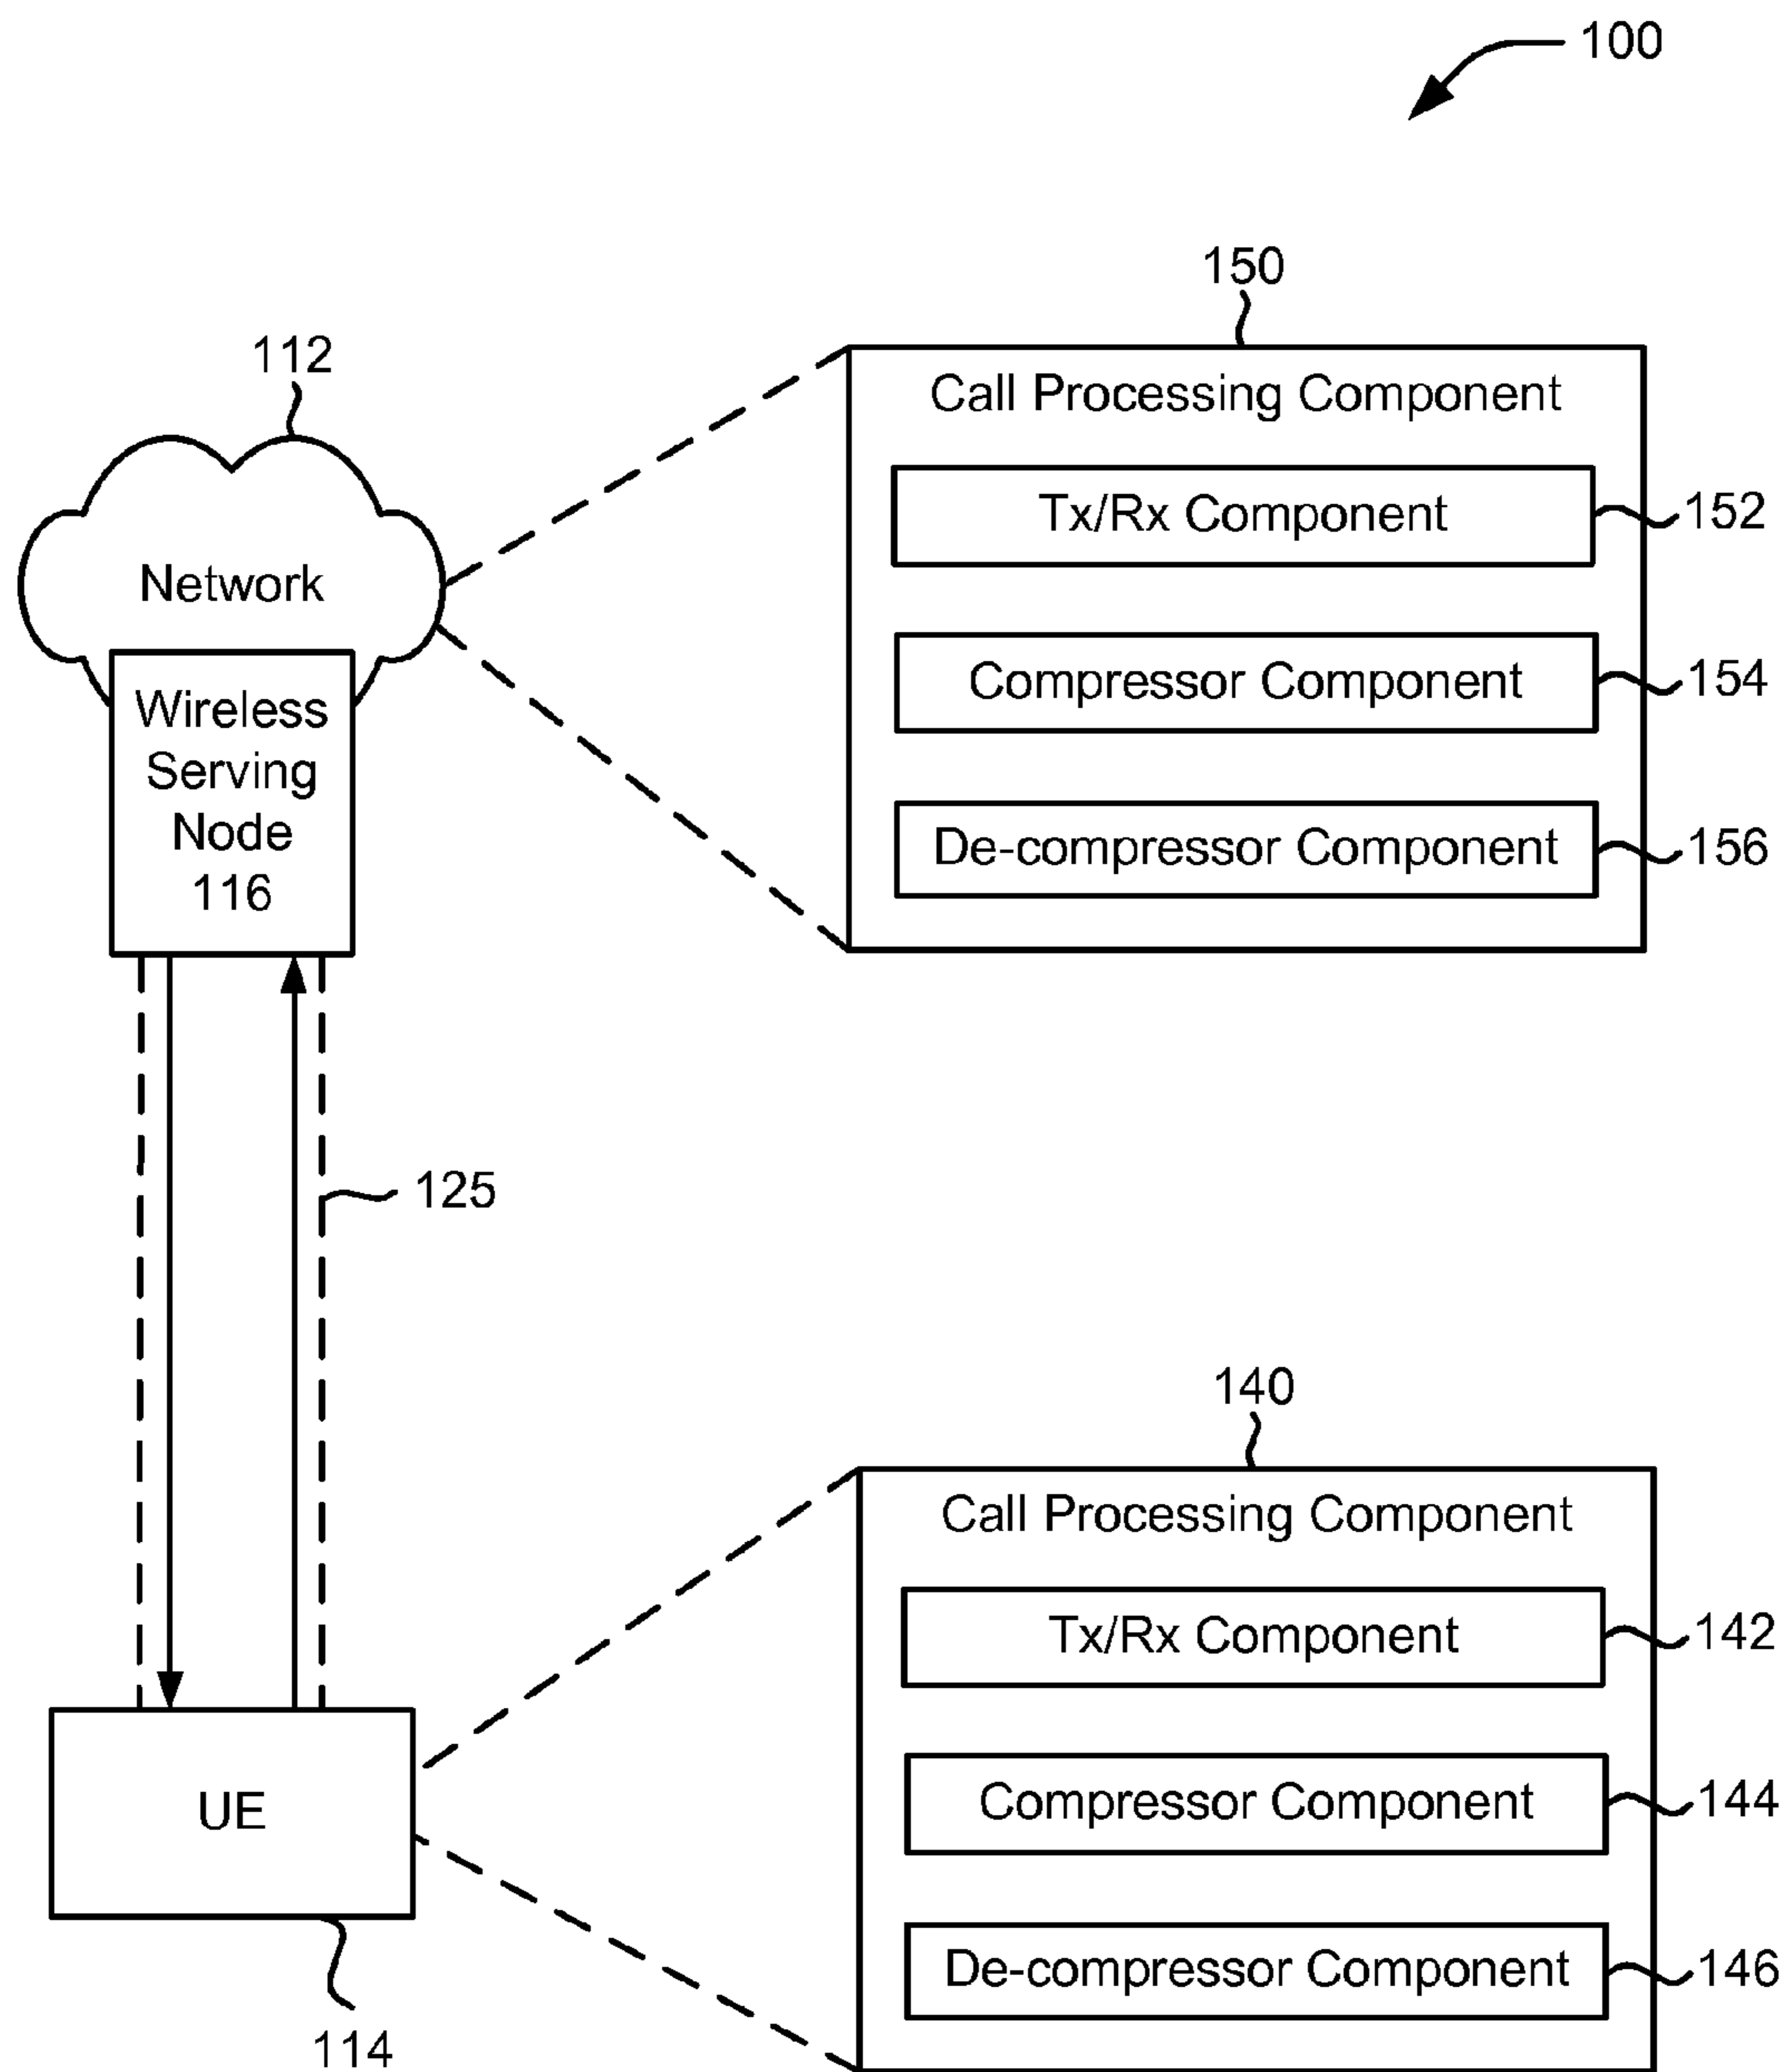 100
150
112
Call Processing Component
Tx/Rx Component
152
Network
Compressor Component
154
Wireless
Serving
Node
116
De-compressor Component
156
125
140
Call Processing Component
Tx/Rx Component
142
UE
Compressor Component
144
De-compressor Component
146
114